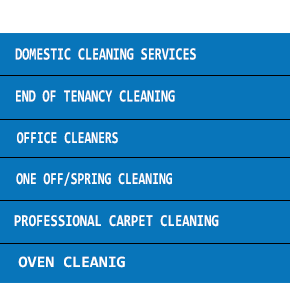 DOMESTIC CLEANING SERVICES
END OF TENANCY CLEANING
OFFICE CLEANERS
ONE OFF/SPRING CLEANING
PROFESSIONAL CARPET CLEANING
OVEN CLEANIG